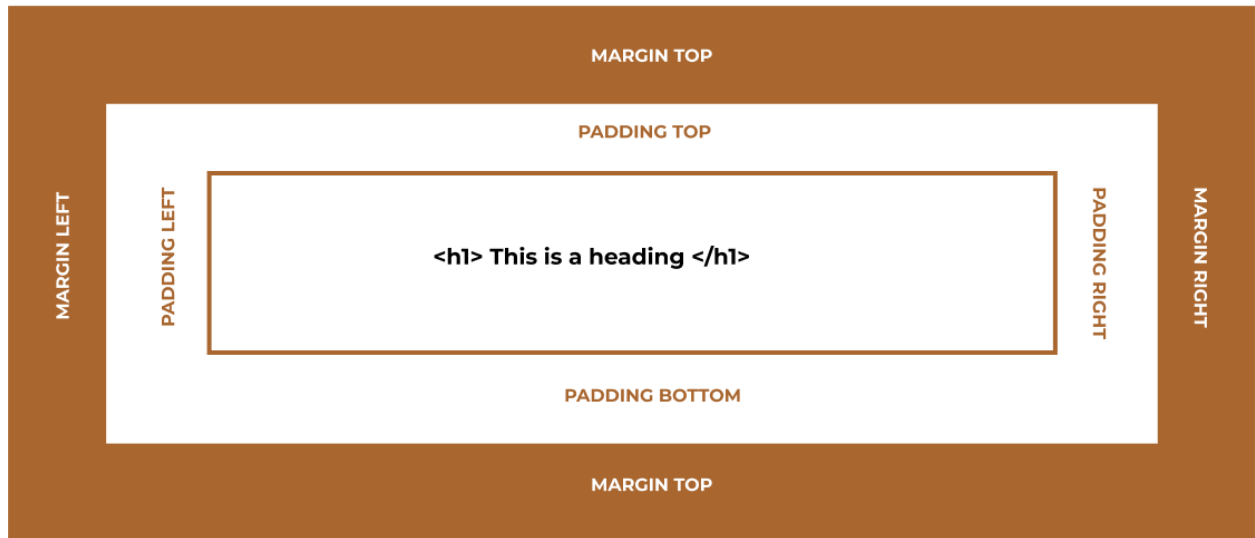 MARGIN TOP
PADDING TOP
MARGIN LEFT
PADDING LEFT
<h1> This is a heading </h1>
PADDING RIGHT
MARGIN RIGHT
PADDING BOTTOM
MARGIN TOP